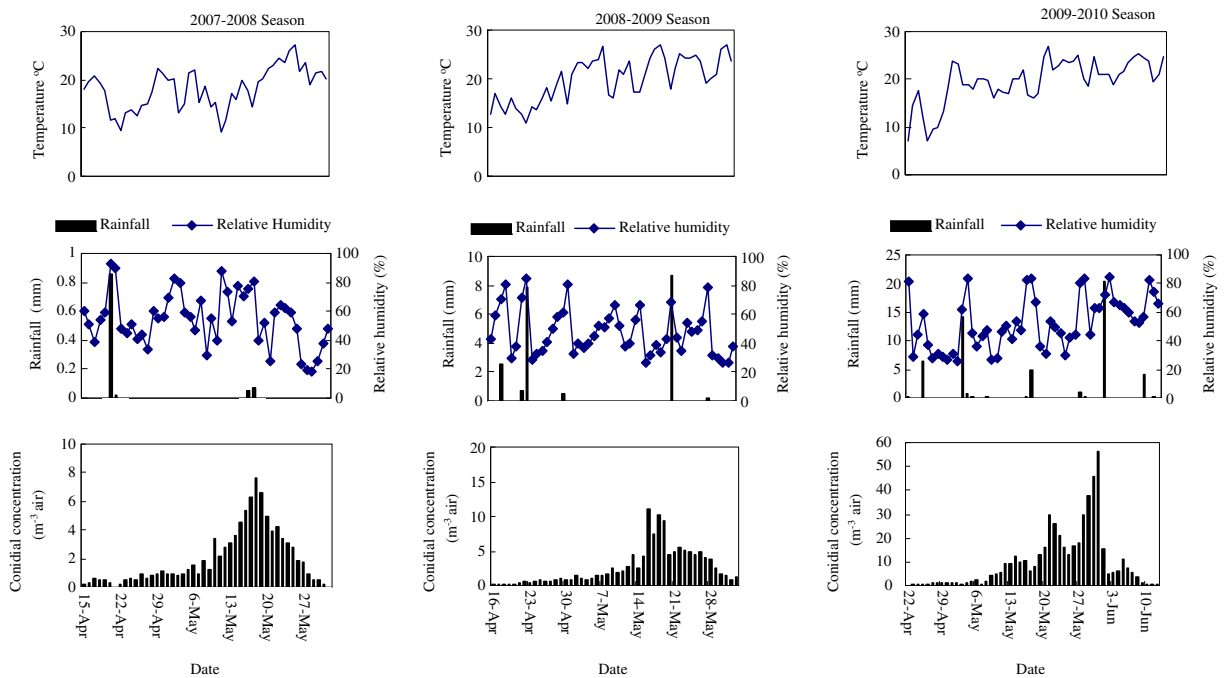 2007-2008 Season
Temperature ºC
30
20
10
0
Rainfall
Relative Humidity
Rainfall (mm)
1
0.8
0.6
0.4
0.2
0
100
80
60
40
20
0
Relative humidity (%)
Conidial concentration
(m⁻³ air)
10
8
6
4
2
0
15-Apr
22-Apr
29-Apr
6-May
13-May
20-May
27-May
Date
2008-2009 Season
Temperature ºC
30
20
10
0
Rainfall
Relative humidity
Rainfall (mm)
10
8
6
4
2
0
100
80
60
40
20
0
Relative humidity (%)
Conidial concentration
(m⁻³ air)
20
15
10
5
0
16-Apr
23-Apr
30-Apr
7-May
14-May
21-May
28-May
Date
2009-2010 Season
Temperature ºC
30
20
10
0
Rainfall
Relative humidity
Rainfall (mm)
25
20
15
10
5
0
100
80
60
40
20
0
Relative humidity (%)
Conidial concentration
(m⁻³ air)
60
50
40
30
20
10
0
22-Apr
29-Apr
6-May
13-May
20-May
27-May
3-Jun
10-Jun
Date